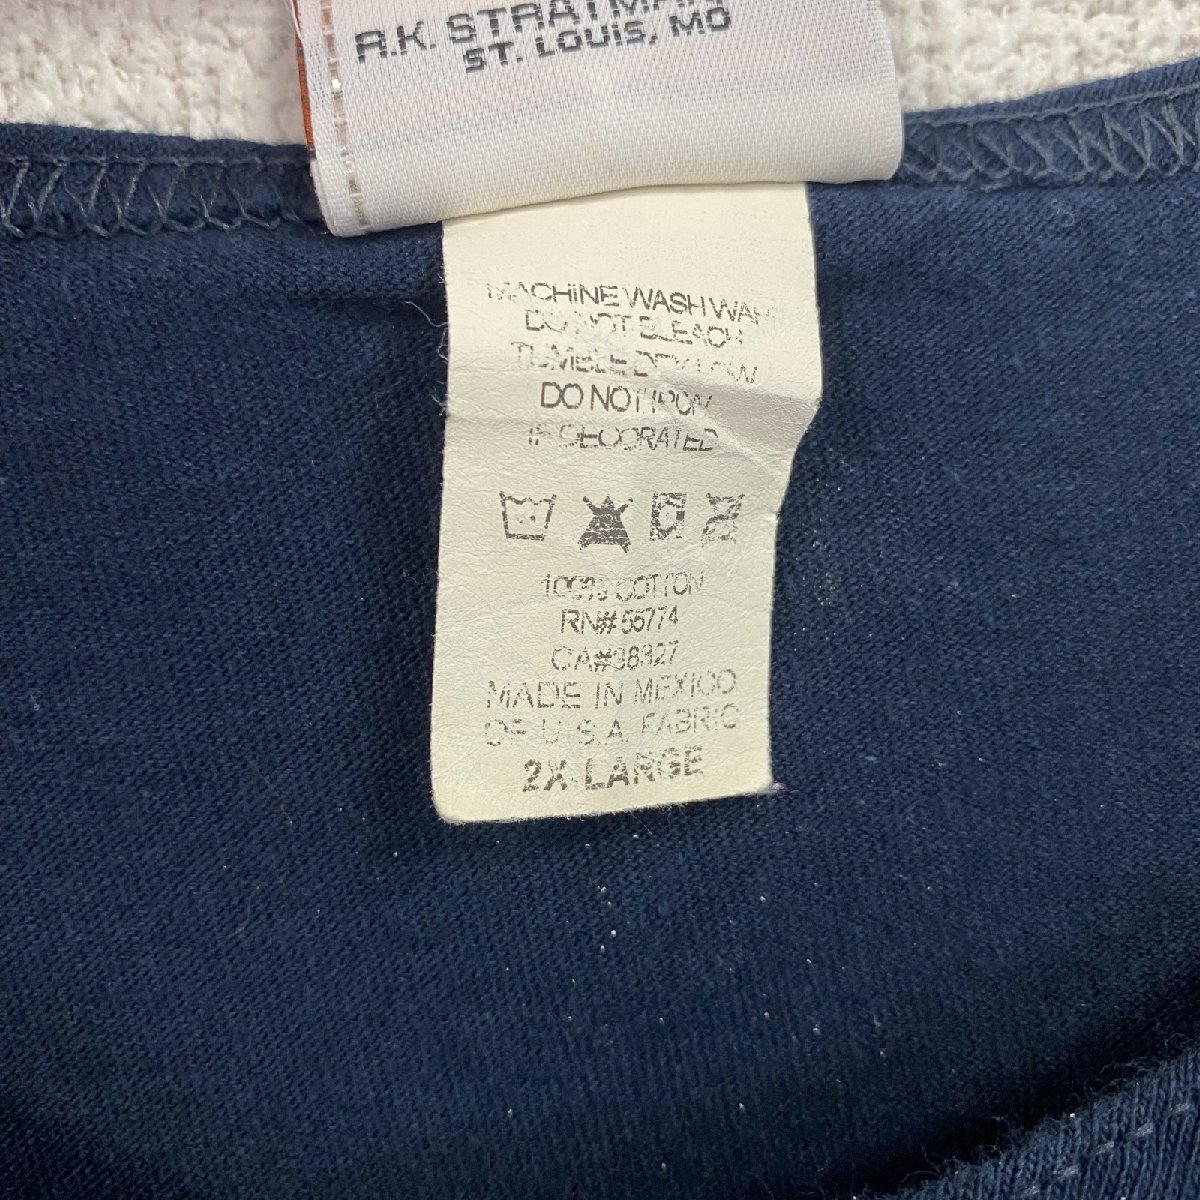 A.K. STRATMAN
ST. LOUIS, MO
MACHINE WASH WAR
DO NOT BLEACH
TUMBLE DRY LOW
DO NOT IRON
IF DECORATED
100% COTTON
RN# 55774
CA#38327
MADE IN MEXICO
OF U.S.A. FABRIC
2X-LARGE